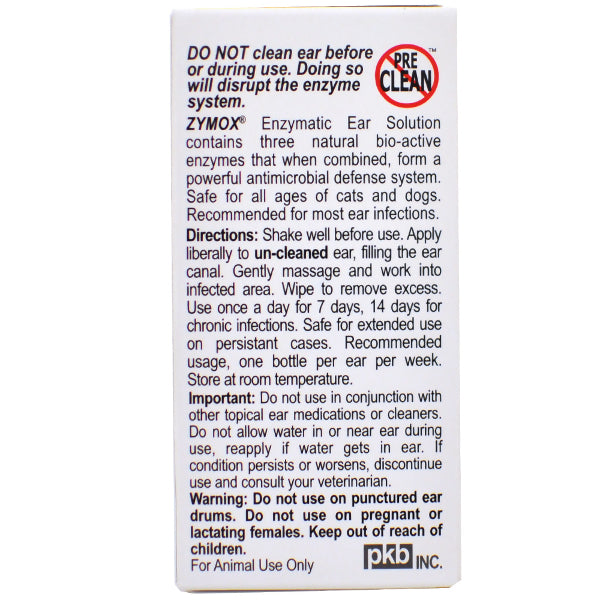 DO NOT clean ear before
or during use. Doing so
will disrupt the enzyme
system.
PRE
CLEAN™
ZYMOX® Enzymatic Ear Solution
contains three natural bio-active
enzymes that when combined, form a
powerful antimicrobial defense system.
Safe for all ages of cats and dogs.
Recommended for most ear infections.
Directions: Shake well before use. Apply
liberally to un-cleaned ear, filling the ear
canal. Gently massage and work into
infected area. Wipe to remove excess.
Use once a day for 7 days, 14 days for
chronic infections. Safe for extended use
on persistant cases. Recommended
usage, one bottle per ear per week.
Store at room temperature.
Important: Do not use in conjunction with
other topical ear medications or cleaners.
Do not allow water in or near ear during
use, reapply if water gets in ear. If
condition persists or worsens, discontinue
use and consult your veterinarian.
Warning: Do not use on punctured ear
drums. Do not use on pregnant or
lactating females. Keep out of reach of
children.
For Animal Use Only
pkb INC.